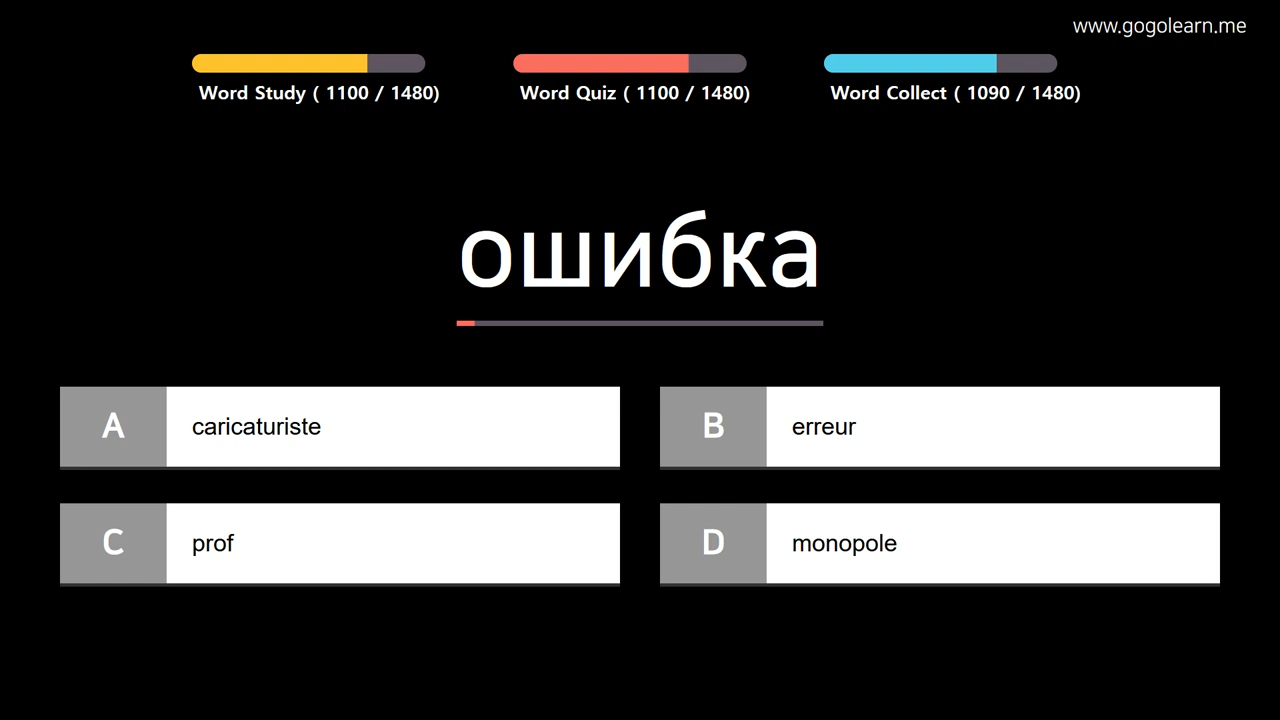 www.gogolearn.me
Word Study ( 1100 / 1480)
Word Quiz ( 1100 / 1480)
Word Collect ( 1090 / 1480)
ошибка
A caricaturiste
B erreur
C prof
D monopole